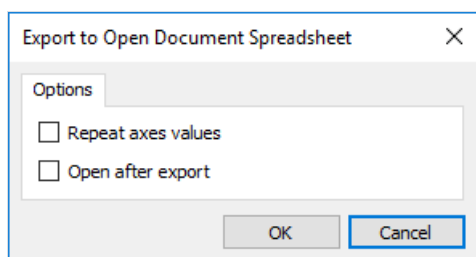 Export to Open Document Spreadsheet
Options
Repeat axes values
Open after export
OK Cancel